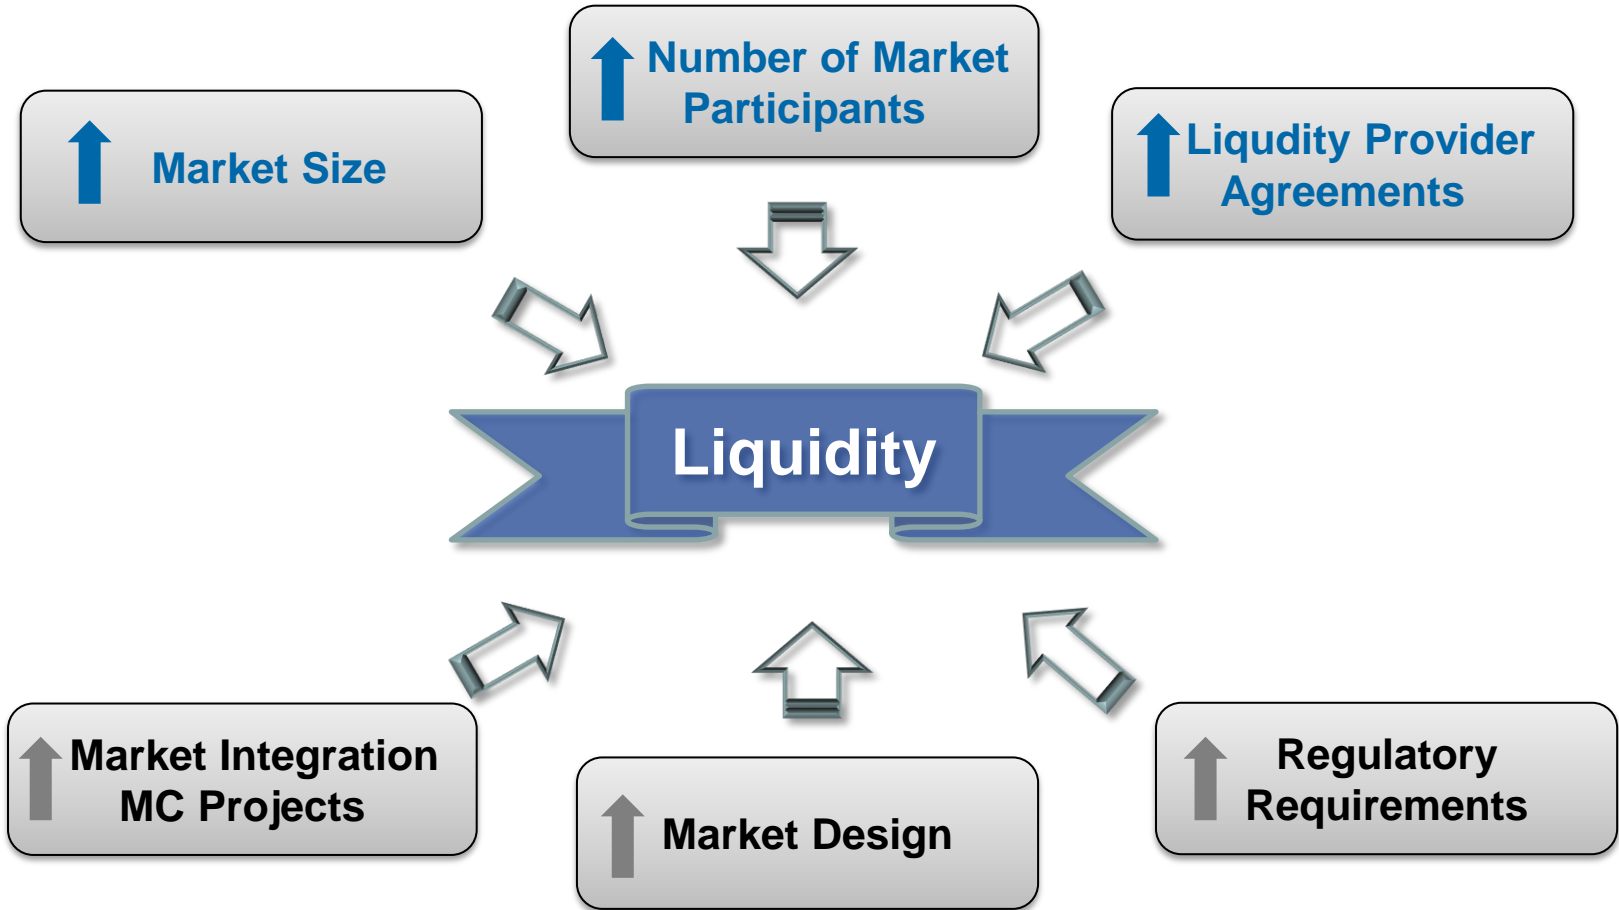 Number of Market
Participants
Market Size
Liqudity Provider
Agreements
Liquidity
Market Integration
MC Projects
Market Design
Regulatory
Requirements